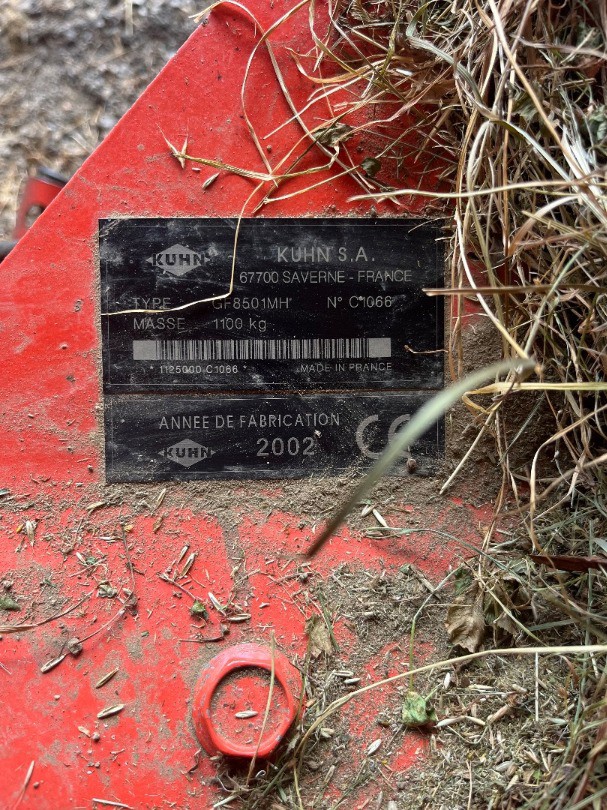 KUHN
KUHN S.A.
67700 SAVERNE - FRANCE
TYPE GF8501MH N° C1066
MASSE 1100 kg
* 1125000 C1066 * MADE IN FRANCE
ANNEE DE FABRICATION
KUHN 2002 CE